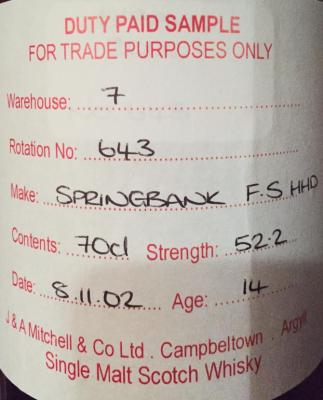 DUTY PAID SAMPLE
FOR TRADE PURPOSES ONLY
Warehouse: 7
Rotation No: 643
Make: SPRINGBANK F.S HHD
Contents: 70cl Strength: 52.2
Date: 8.11.02 Age: 14
J & A Mitchell & Co Ltd . Campbeltown . Argyll
Single Malt Scotch Whisky